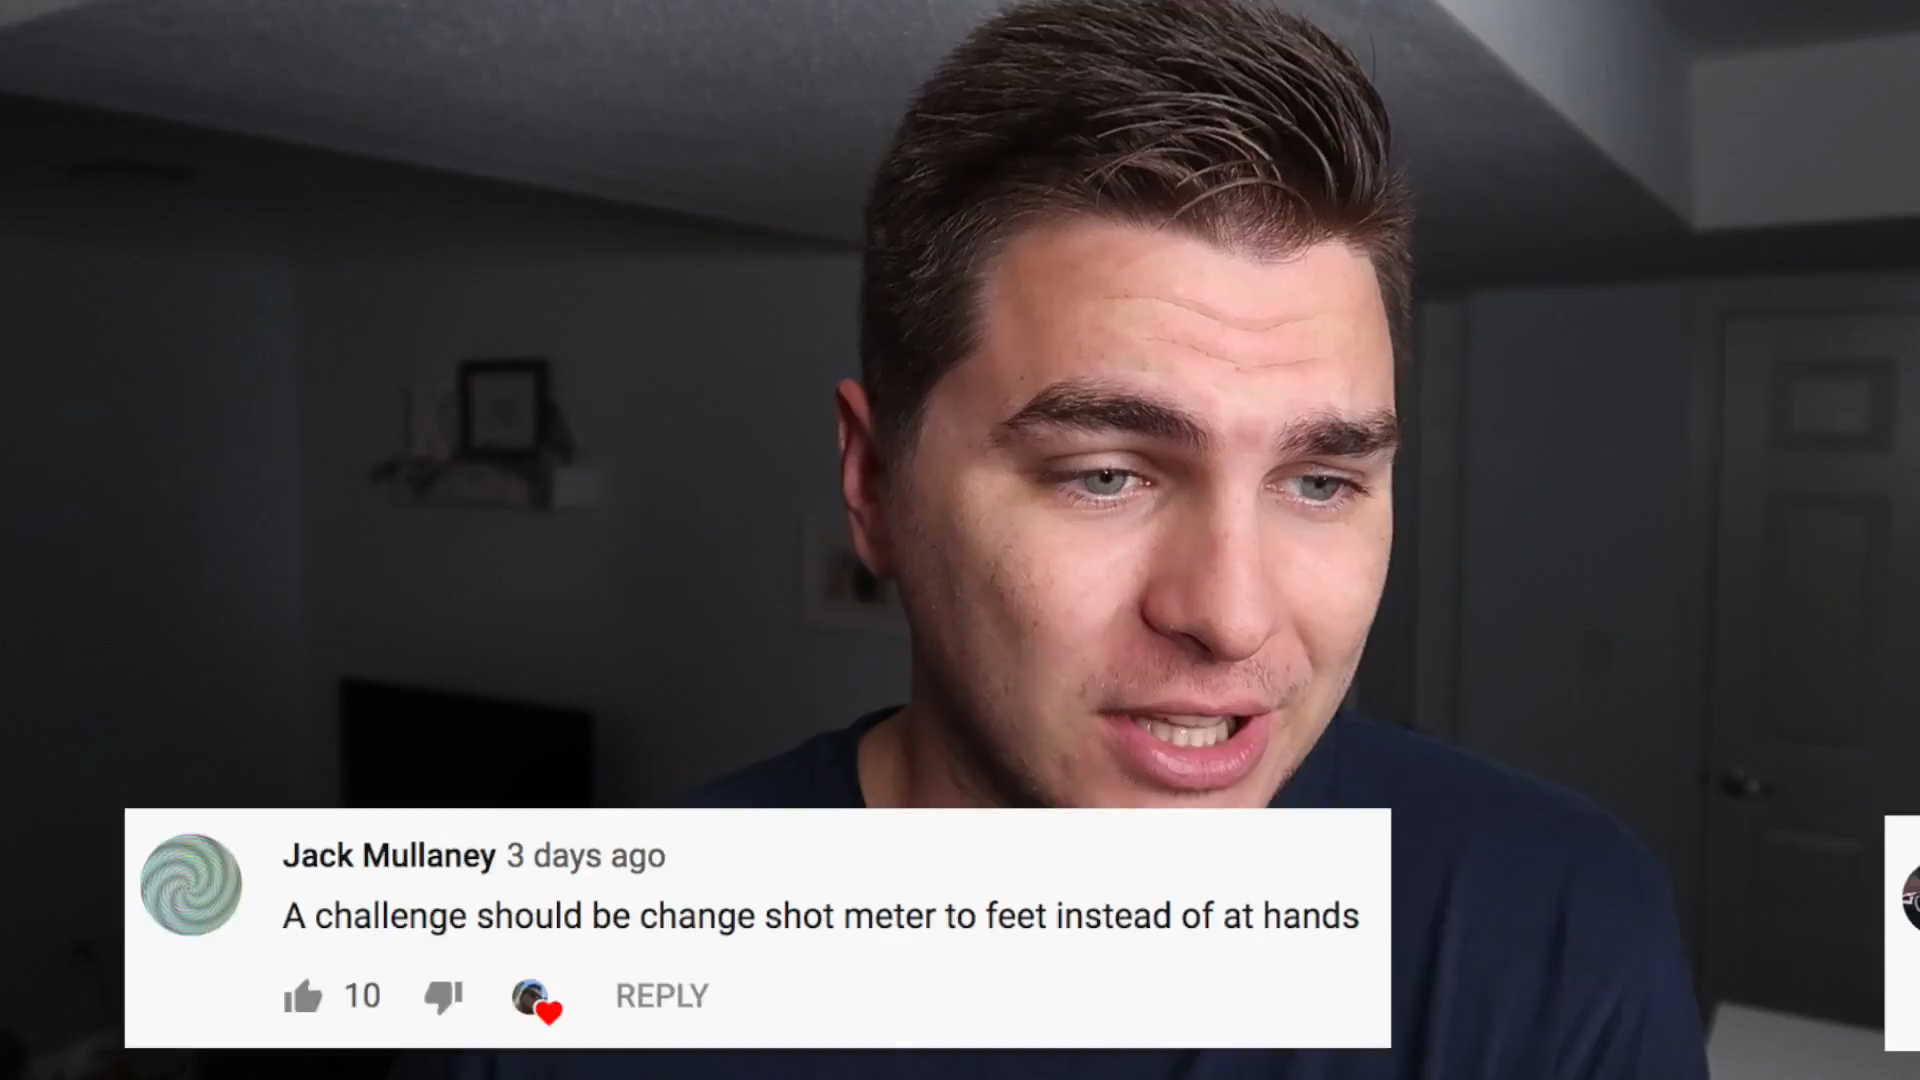 Jack Mullaney 3 days ago
A challenge should be change shot meter to feet instead of at hands
10
REPLY